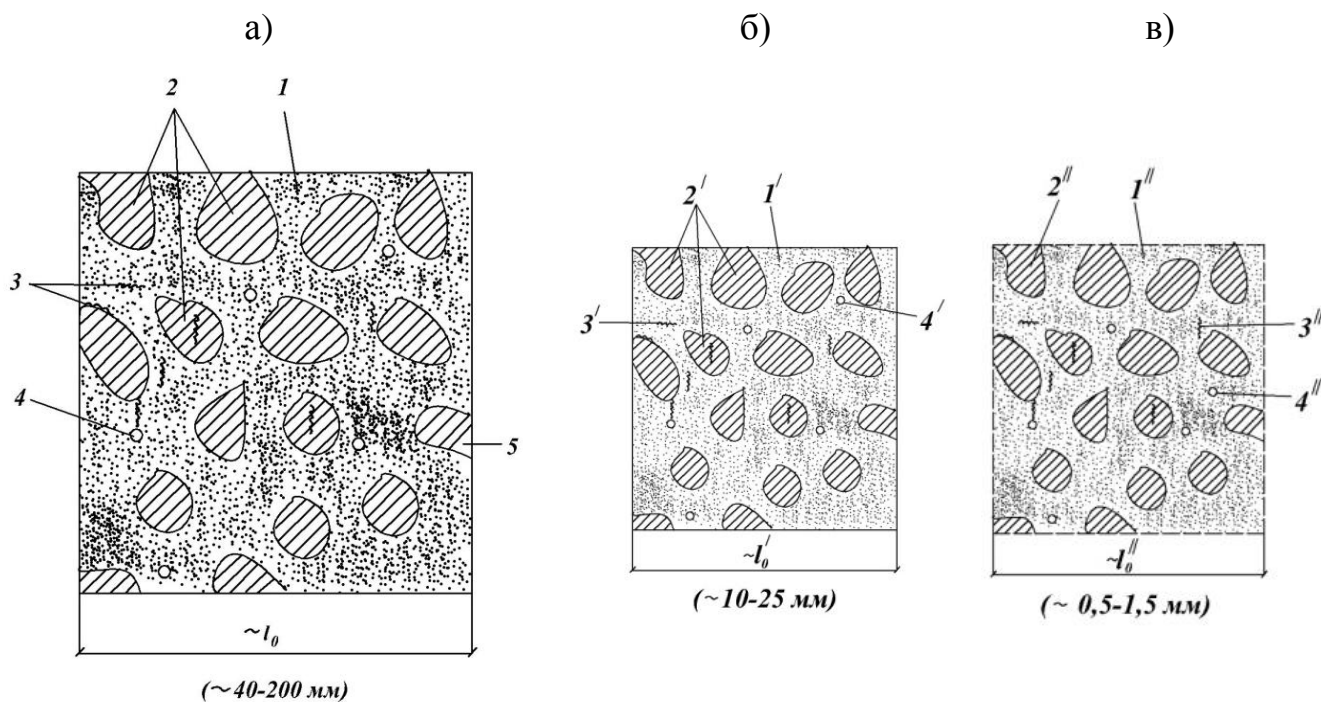 а) б) в)
2 1
3
4
5
~l₀
(~40-200 мм)
2′ 1′
3′ 4′
~l₀′
(~10-25 мм)
2″ 1″
3″
4″
~l₀″
(~ 0,5-1,5 мм)